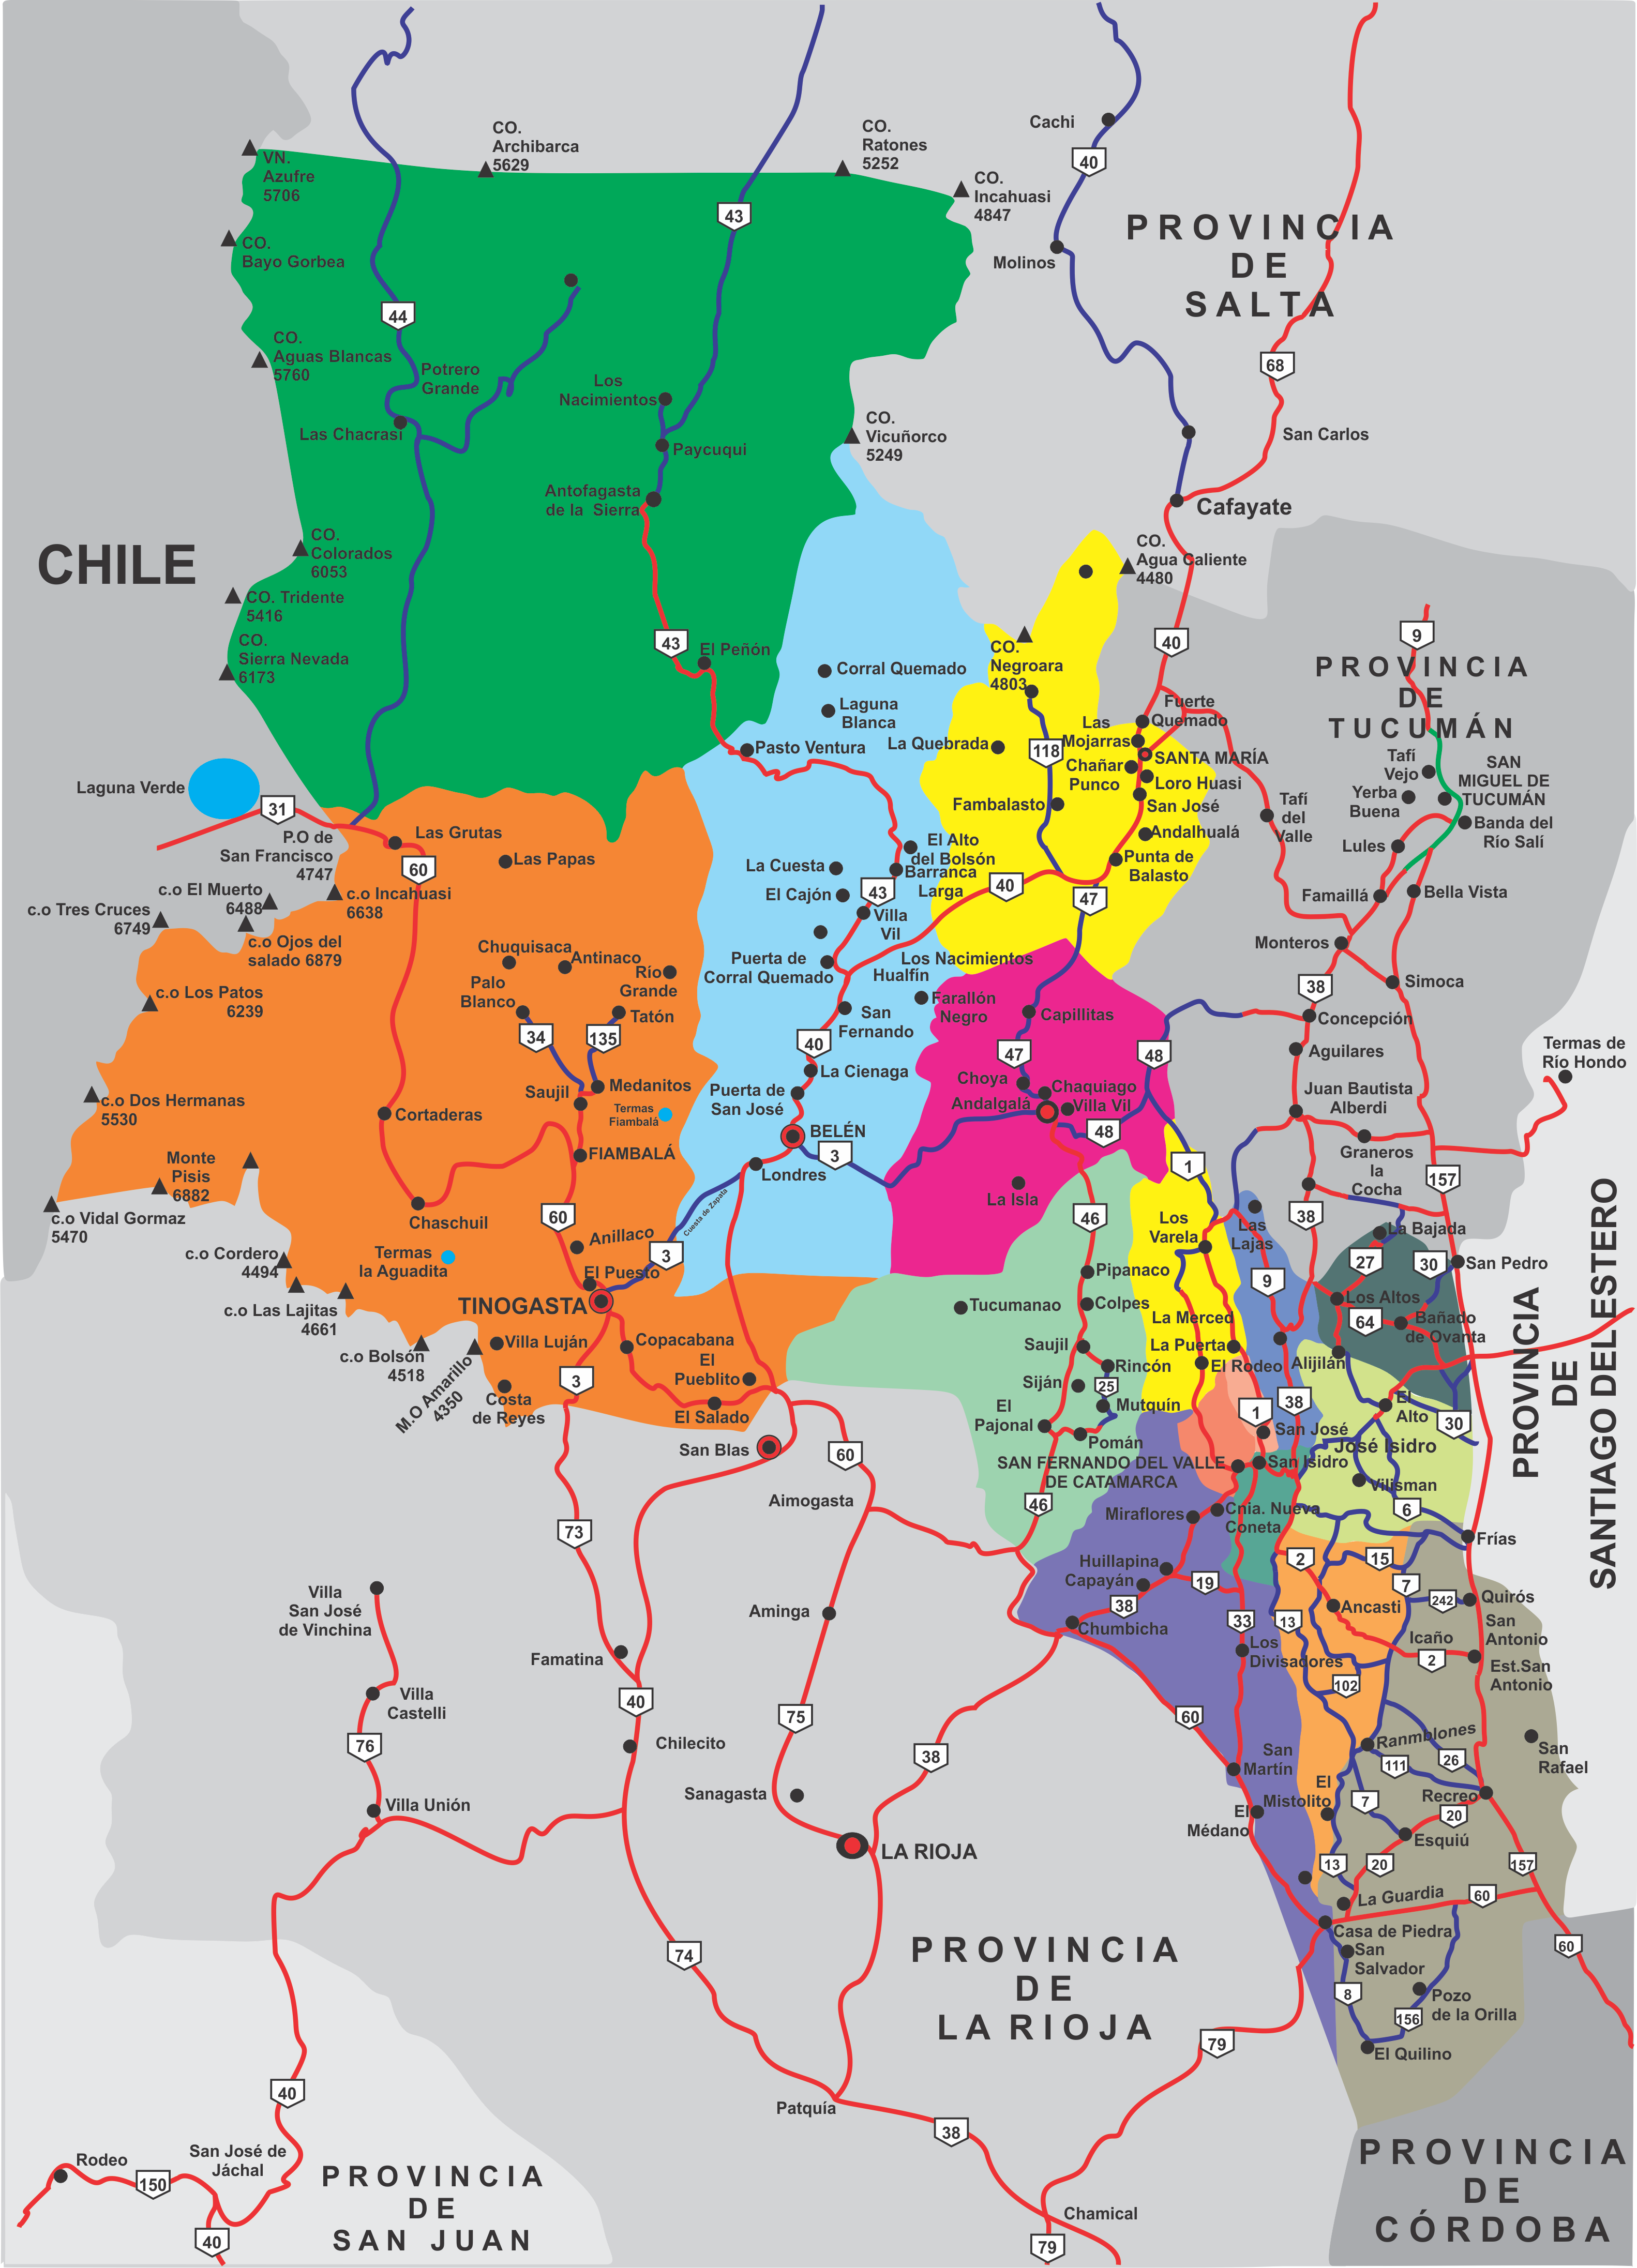 CO.
Archibarca
5629
CO.
Ratones
5252
VN.
Azufre
5706
CO.
Incahuasi
4847
Cachi
40
43
PROVINCIA
DE
SALTA
CO.
Bayo Gorbea
Molinos
44
CO.
Aguas Blancas
5760
Potrero
Grande
Los
Nacimientos
68
Las Chacrasi
CO.
Vicuñorco
5249
San Carlos
Paycuqui
Antofagasta
de la Sierra
Cafayate
CHILE
CO.
Colorados
6053
CO.
Agua Caliente
4480
CO. Tridente
5416
CO.
Sierra Nevada
6173
43
El Peñón
40
9
CO.
Negroara
4803
PROVINCIA
DE
TUCUMÁN
Corral Quemado
Laguna
Blanca
Fuerte
Quemado
Las
Mojarras
Pasto Ventura
La Quebrada
118
SANTA MARÍA
Chañar
Punco
Loro Huasi
Tafí
Vejo
SAN
MIGUEL DE
TUCUMÁN
Yerba
Buena
Laguna Verde
31
Fambalasto
San José
Tafí
del
Valle
Banda del
Río Salí
P.O de
San Francisco
4747
Las Grutas
Andalhualá
Lules
60
Las Papas
El Alto
del Bolsón
La Cuesta
Barranca
Larga
Punta de
Balasto
c.o El Muerto
6488
c.o Incahuasi
6638
El Cajón
43
40
47
Famaillá
Bella Vista
c.o Tres Cruces
6749
Villa
Vil
c.o Ojos del
salado 6879
Chuquisaca
Antinaco
Monteros
Puerta de
Corral Quemado
Los Nacimientos
Hualfín
Río
Grande
Palo
Blanco
Simoca
c.o Los Patos
6239
Farallón
Negro
38
Tatón
San
Fernando
Capillitas
Concepción
34
135
40
47
48
Aguilares
Termas de
Río Hondo
La Cienaga
Choya
Chaquiago
Saujil
Medanitos
Puerta de
San José
Andalgalá
Villa Vil
Juan Bautista
Alberdi
c.o Dos Hermanas
5530
Cortaderas
Termas
Fiambalá
BELÉN
48
FIAMBALÁ
3
Graneros
la
Cocha
Monte
Pisis
6882
Londres
1
157
La Isla
c.o Vidal Gormaz
5470
Chaschuil
60
Cuesta de Zapata
46
Los
Varela
Las
Lajas
38
Anillaco
La Bajada
c.o Cordero
4494
Termas
la Aguadita
3
27
30
San Pedro
El Puesto
Pipanaco
9
c.o Las Lajitas
4661
TINOGASTA
Tucumanao
Colpes
Los Altos
La Merced
64
Bañado
de Ovanta
PROVINCIA
DE
SANTIAGO DEL ESTERO
c.o Bolsón
4518
Villa Luján
Copacabana
Saujil
La Puerta
M.O Amarillo
4350
El
Pueblito
Rincón
El Rodeo
Alijilán
3
Siján
25
Costa
de Reyes
El Salado
Mutquín
1
38
El
Alto
30
El
Pajonal
San José
San Blas
60
Pomán
José Isidro
SAN FERNANDO DEL VALLE
DE CATAMARCA
San Isidro
Vilisman
Aimogasta
46
Miraflores
Cnia. Nueva
Coneta
6
73
Frías
Huillapina
2
15
Villa
San José
de Vinchina
Capayán
19
7
242
Quirós
Aminga
38
Ancasti
Chumbicha
33
13
San
Antonio
Icaño
Famatina
Los
Divisadores
2
Est.San
Antonio
102
Villa
Castelli
40
75
60
76
Chilecito
38
San
Martín
Ranmblones
San
Rafael
111
26
Sanagasta
El
Mistolito
7
Recreo
Villa Unión
El
Médano
20
Esquiú
LA RIOJA
13
20
157
La Guardia
60
PROVINCIA
DE
LA RIOJA
Casa de Piedra
74
San
Salvador
60
8
Pozo
de la Orilla
156
79
El Quilino
40
Patquía
38
PROVINCIA
DE
CÓRDOBA
Rodeo
San José de
Jáchal
150
PROVINCIA
DE
SAN JUAN
Chamical
40
79